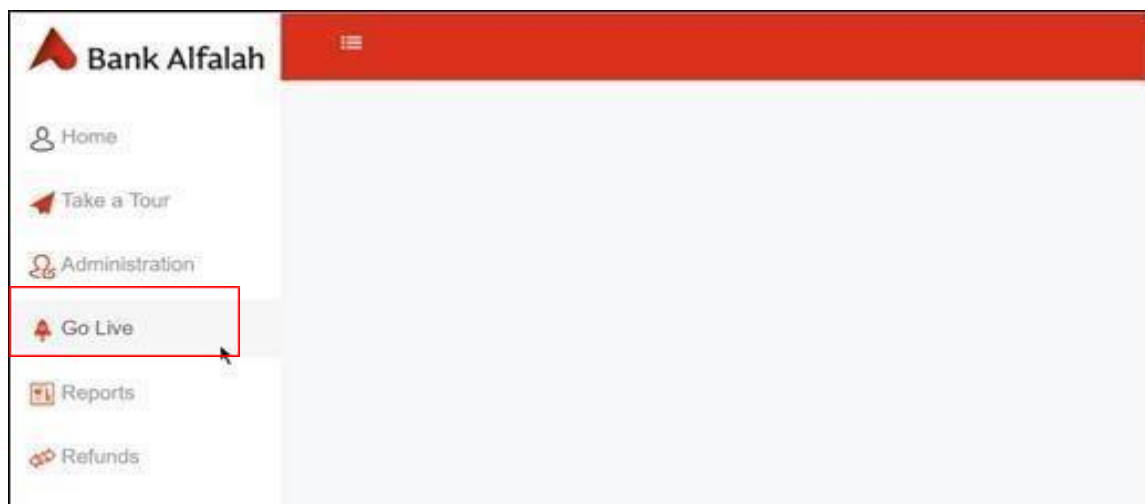 Bank Alfalah
Home
Take a Tour
Administration
Go Live
Reports
Refunds